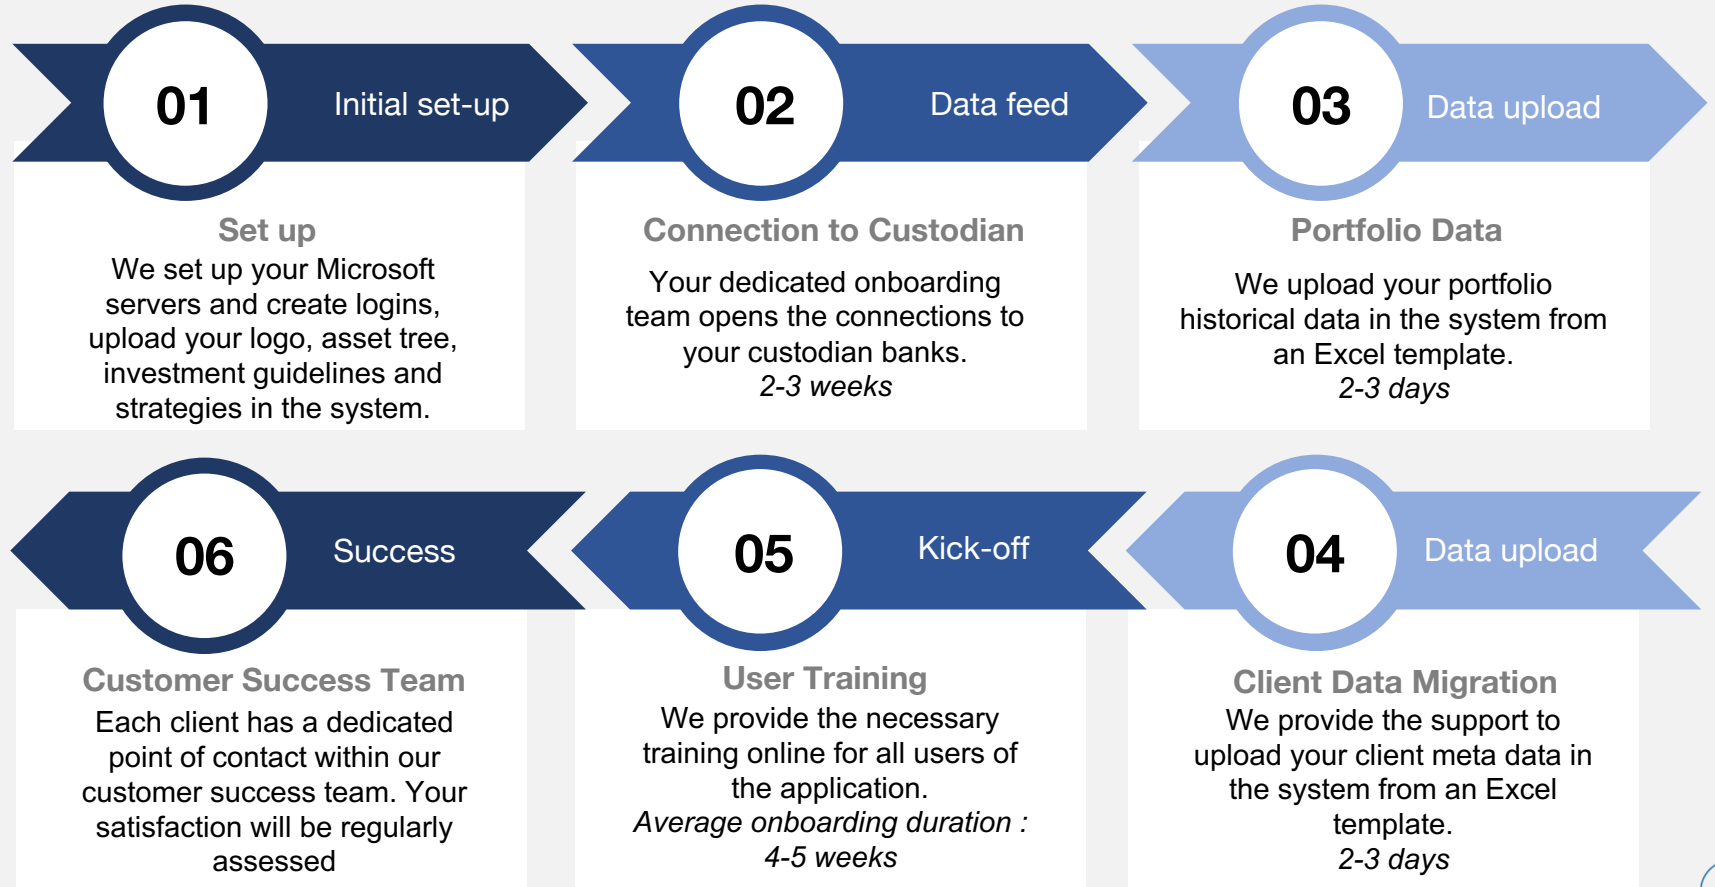 01
Initial set-up
Set up
We set up your Microsoft
servers and create logins,
upload your logo, asset tree,
investment guidelines and
strategies in the system.
02
Data feed
Connection to Custodian
Your dedicated onboarding
team opens the connections to
your custodian banks.
2-3 weeks
03
Data upload
Portfolio Data
We upload your portfolio
historical data in the system from
an Excel template.
2-3 days
04
Data upload
Client Data Migration
We provide the support to
upload your client meta data in
the system from an Excel
template.
2-3 days
05
Kick-off
User Training
We provide the necessary
training online for all users of
the application.
Average onboarding duration :
4-5 weeks
06
Success
Customer Success Team
Each client has a dedicated
point of contact within our
customer success team. Your
satisfaction will be regularly
assessed